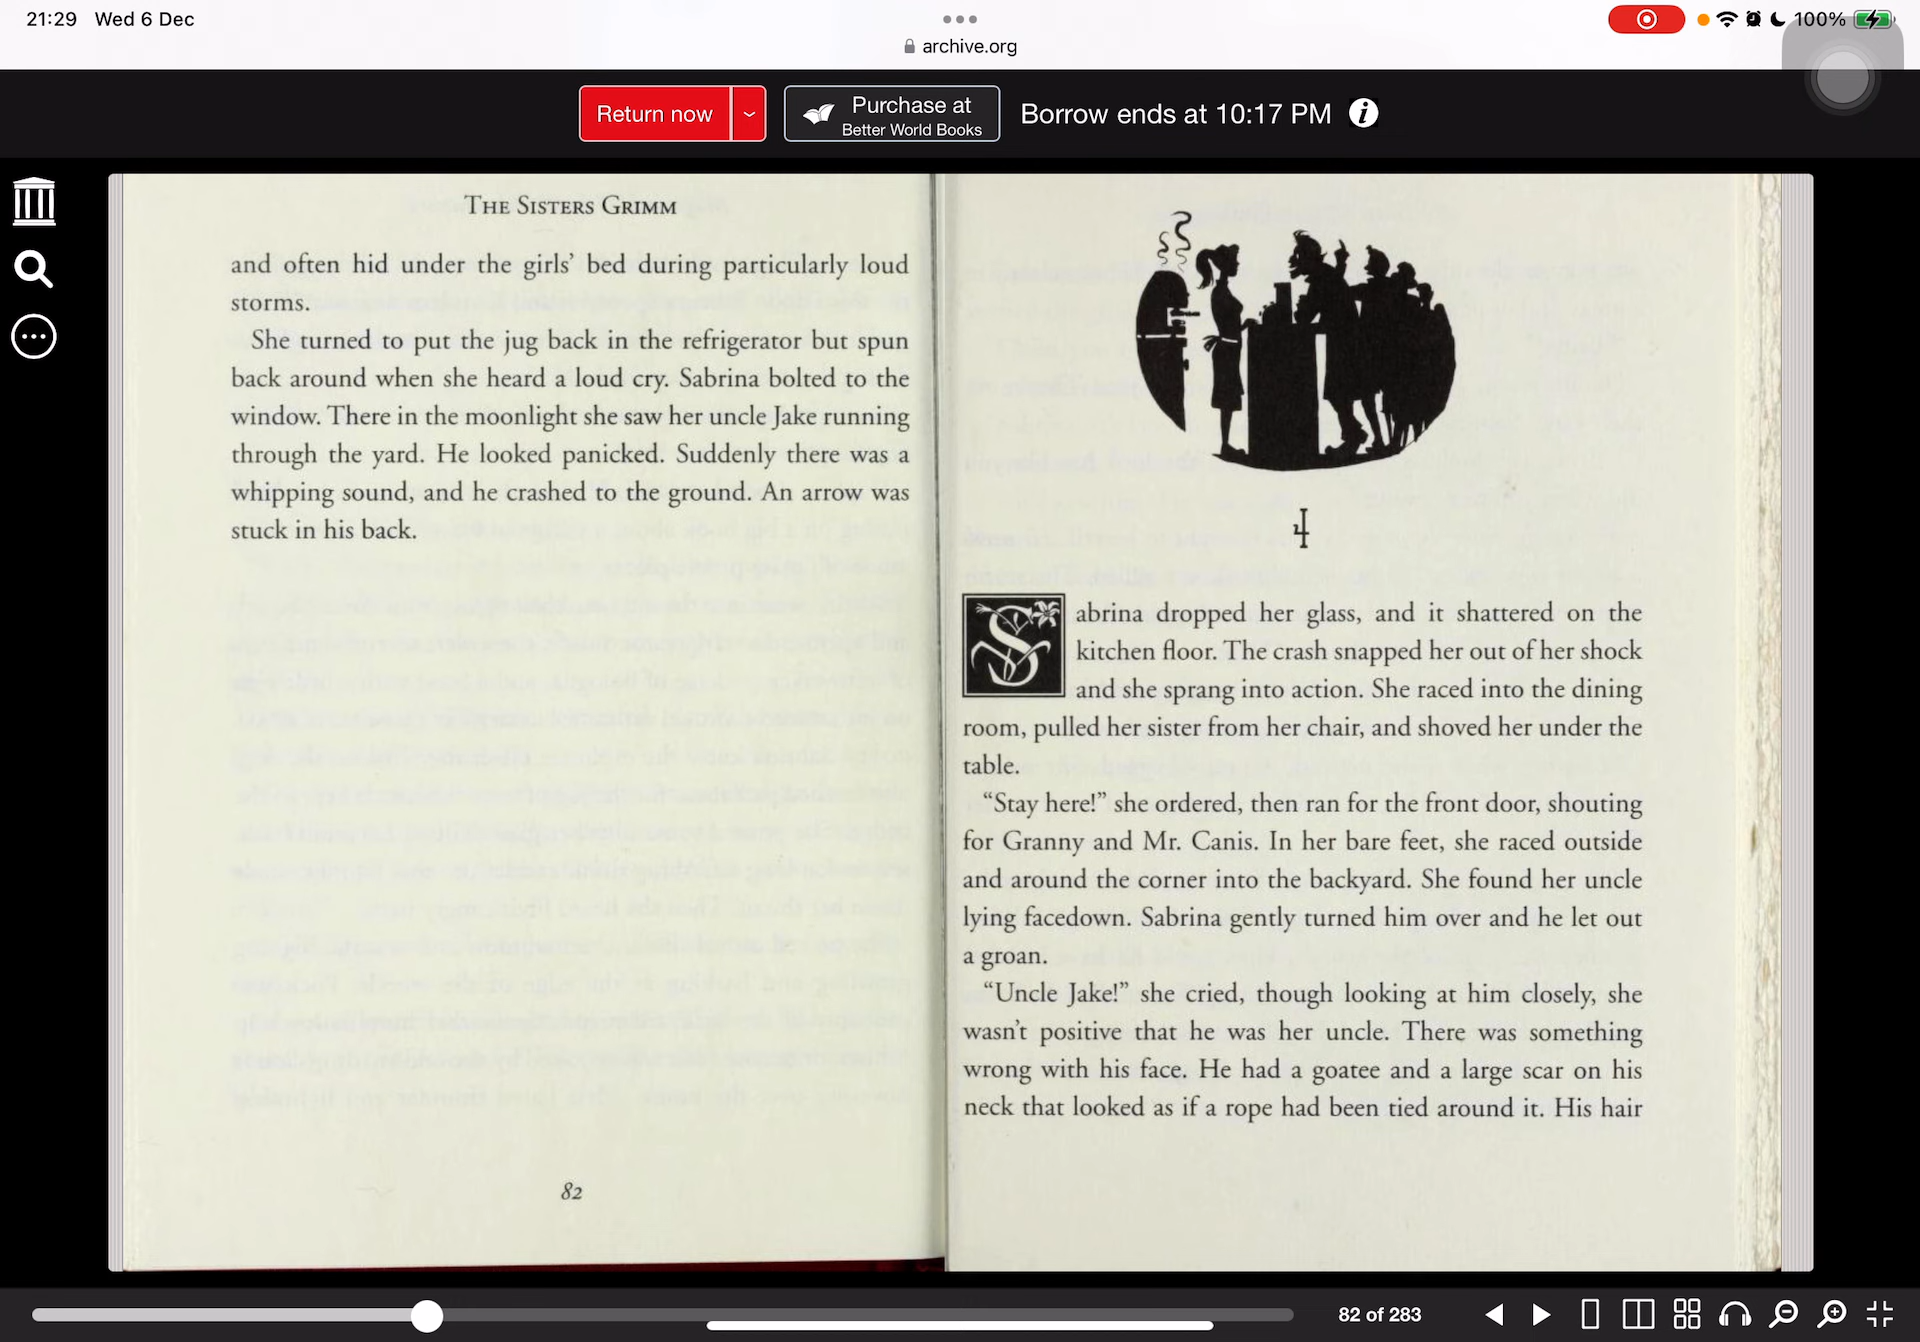 21:29 Wed 6 Dec
100%
archive.org
Return now
Purchase at
Better World Books
Borrow ends at 10:17 PM
THE SISTERS GRIMM
and often hid under the girls’ bed during particularly loud
storms.
She turned to put the jug back in the refrigerator but spun
back around when she heard a loud cry. Sabrina bolted to the
window. There in the moonlight she saw her uncle Jake running
through the yard. He looked panicked. Suddenly there was a
whipping sound, and he crashed to the ground. An arrow was
stuck in his back.
82
4
Sabrina dropped her glass, and it shattered on the
kitchen floor. The crash snapped her out of her shock
and she sprang into action. She raced into the dining
room, pulled her sister from her chair, and shoved her under the
table.
“Stay here!” she ordered, then ran for the front door, shouting
for Granny and Mr. Canis. In her bare feet, she raced outside
and around the corner into the backyard. She found her uncle
lying facedown. Sabrina gently turned him over and he let out
a groan.
“Uncle Jake!” she cried, though looking at him closely, she
wasn’t positive that he was her uncle. There was something
wrong with his face. He had a goatee and a large scar on his
neck that looked as if a rope had been tied around it. His hair
82 of 283